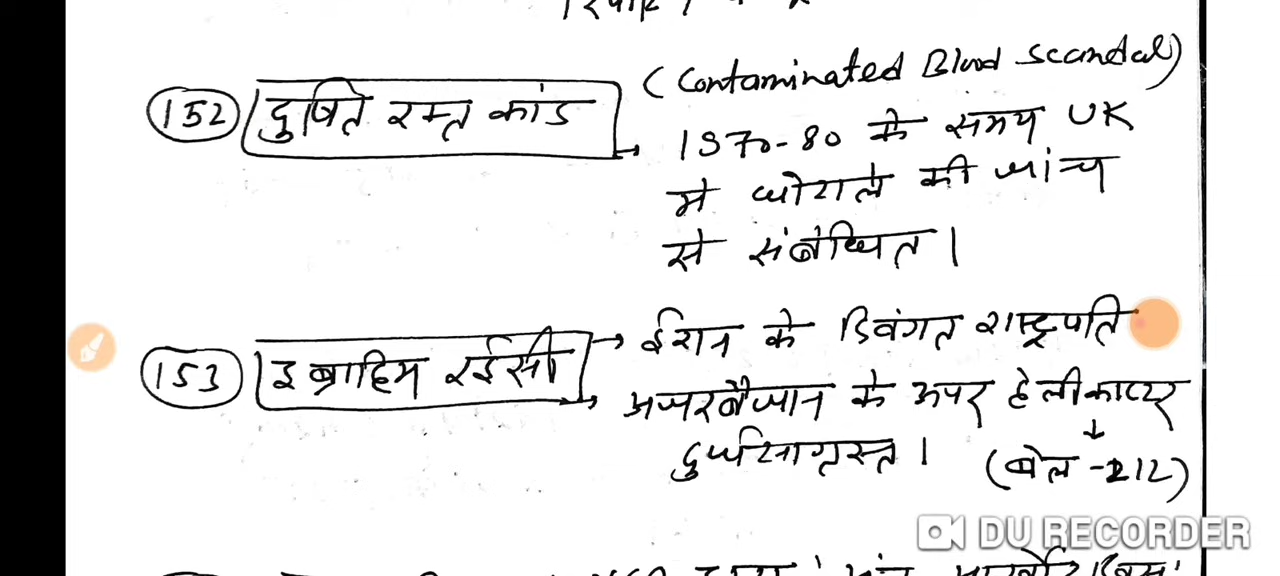 (Contaminated Blood Scandal)
152 दुषित रक्त कांड
→ 1970-80 के समय UK
मे घोटाले की जांच
से संबंधित।
153 इब्राहिम रईसी → ईरान के दिवंगत राष्ट्रपति
→ अजरबैजान के ऊपर हेलीकाप्टर
दुर्घटनाग्रस्त। ↓
(बेल-212)
DU RECORDER